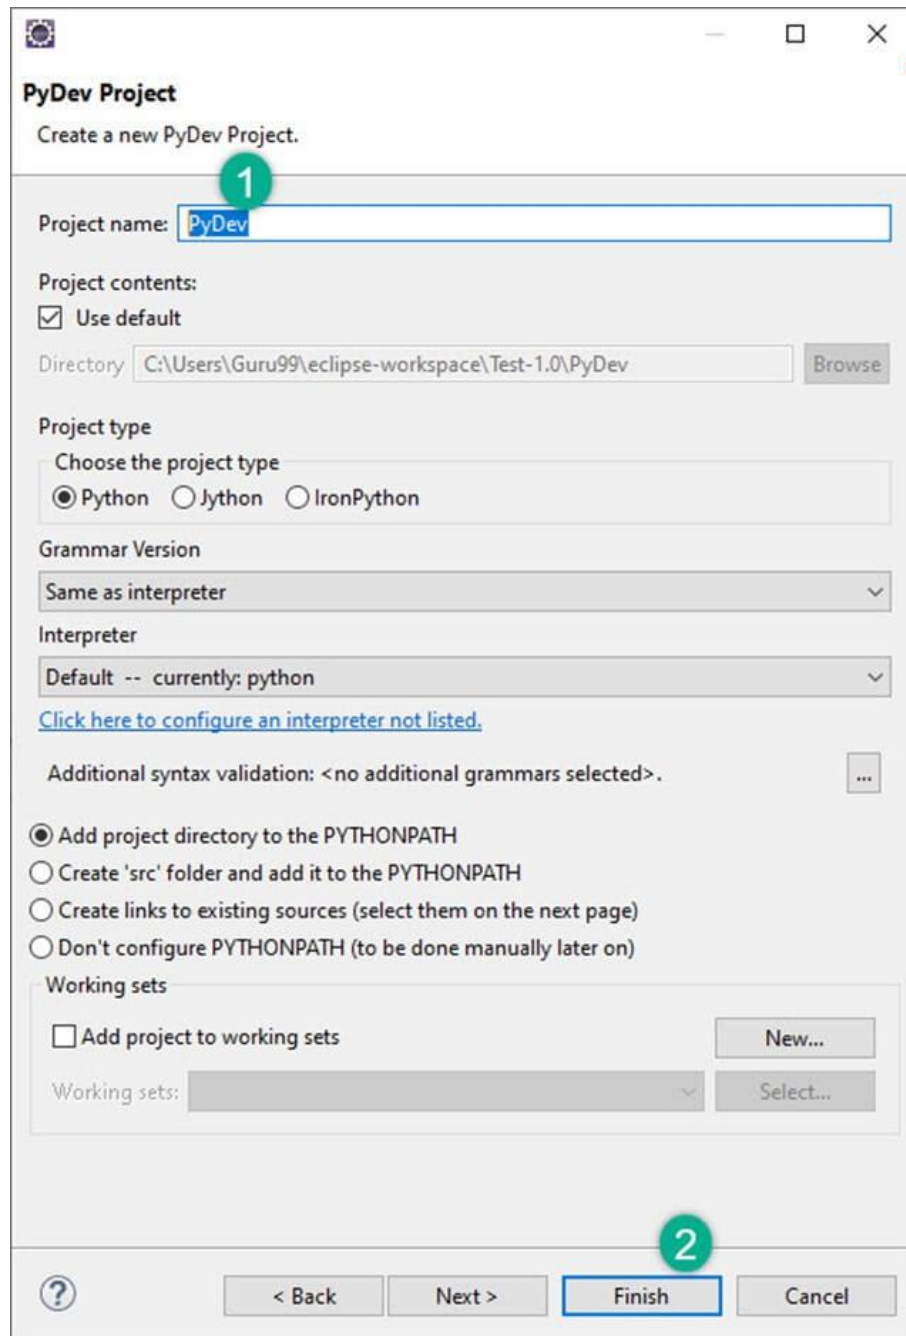 PyDev Project
Create a new PyDev Project.
1
Project name: PyDev
Project contents:
Use default
Directory C:\Users\Guru99\eclipse-workspace\Test-1.0\PyDev Browse
Project type
Choose the project type
Python Jython IronPython
Grammar Version
Same as interpreter
Interpreter
Default -- currently: python
Click here to configure an interpreter not listed.
Additional syntax validation: <no additional grammars selected>. ...
Add project directory to the PYTHONPATH
Create 'src' folder and add it to the PYTHONPATH
Create links to existing sources (select them on the next page)
Don't configure PYTHONPATH (to be done manually later on)
Working sets
Add project to working sets New...
Working sets: Select...
2
? < Back Next > Finish Cancel